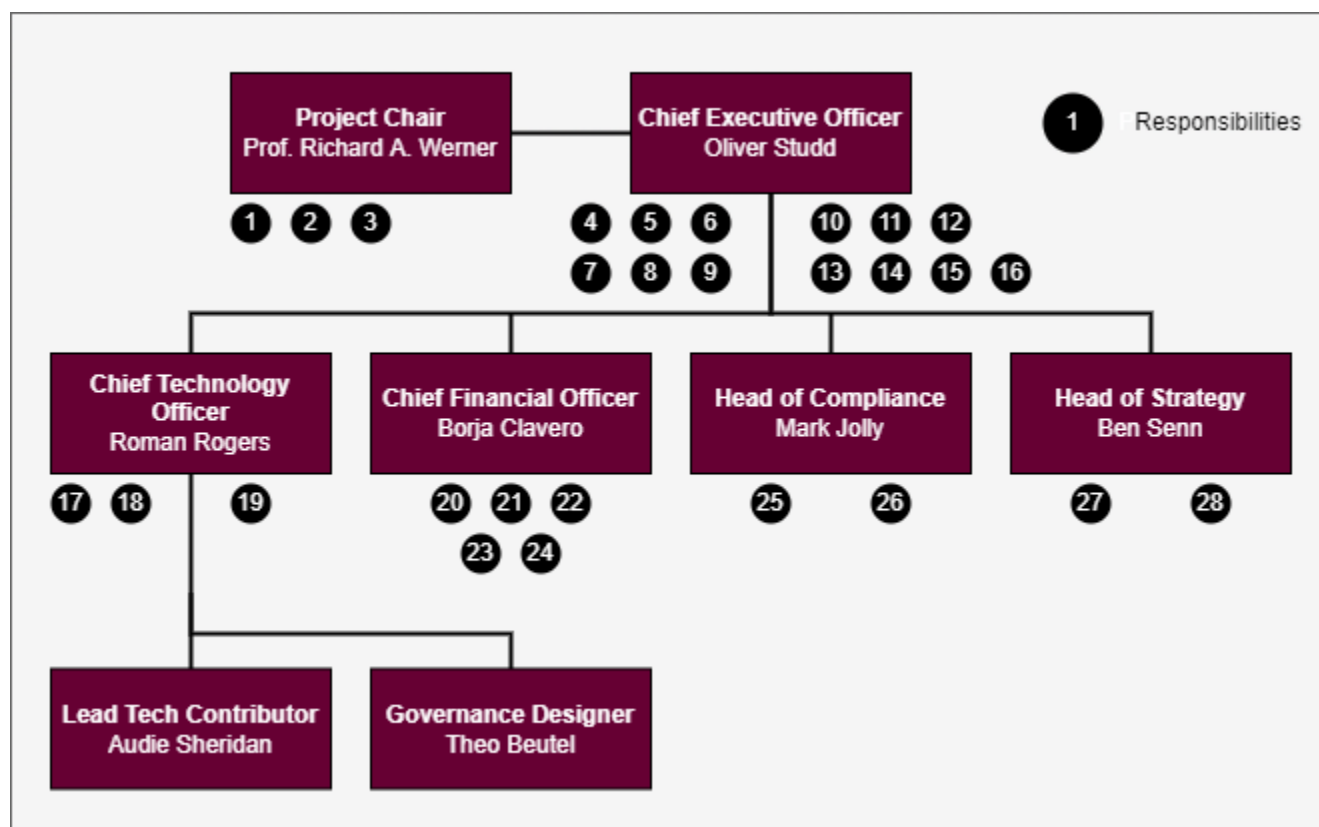 Project Chair
Prof. Richard A. Werner
Chief Executive Officer
Oliver Studd
1
Responsibilities
1 2 3
4 5 6
7 8 9
10 11 12
13 14 15 16
Chief Technology
Officer
Roman Rogers
Chief Financial Officer
Borja Clavero
Head of Compliance
Mark Jolly
Head of Strategy
Ben Senn
17 18 19
20 21 22
23 24
25 26
27 28
Lead Tech Contributor
Audie Sheridan
Governance Designer
Theo Beutel